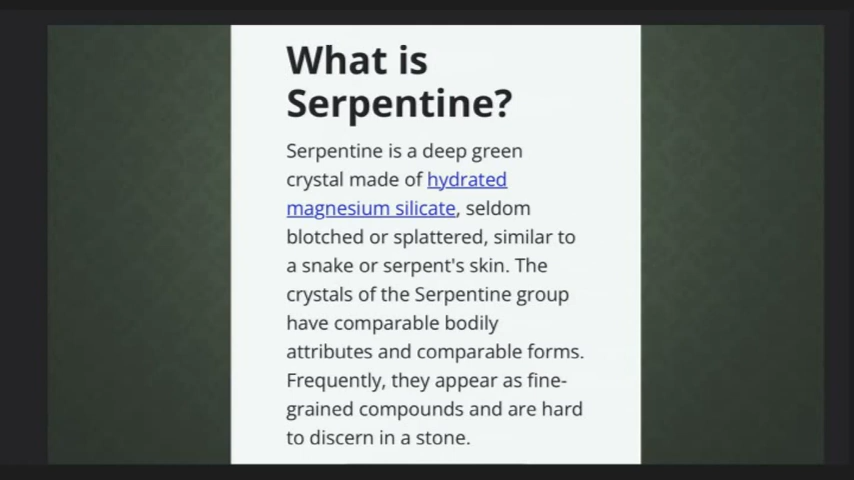 What is
Serpentine?
Serpentine is a deep green
crystal made of hydrated
magnesium silicate, seldom
blotched or splattered, similar to
a snake or serpent's skin. The
crystals of the Serpentine group
have comparable bodily
attributes and comparable forms.
Frequently, they appear as fine-
grained compounds and are hard
to discern in a stone.